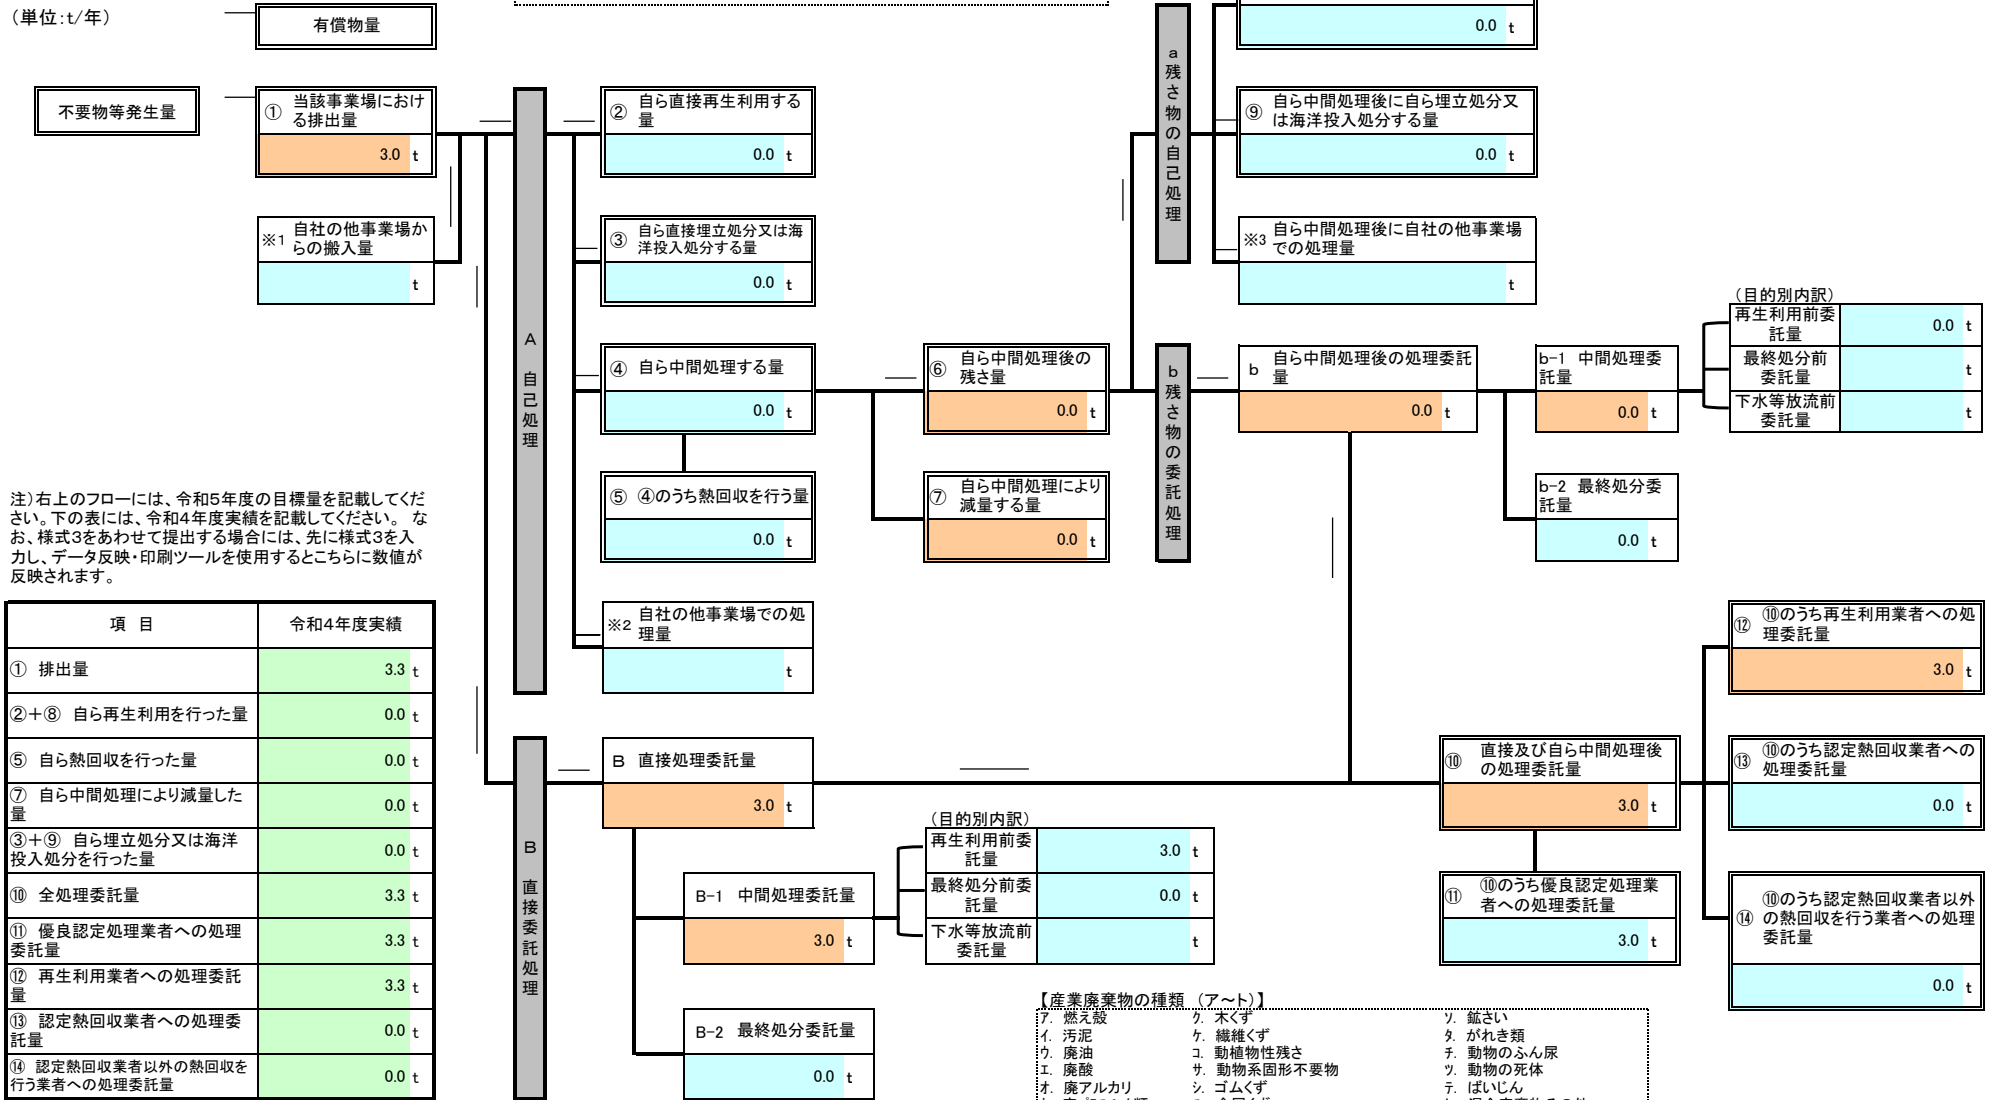 （単位：t/年）
有償物量
0.0 t
不要物等発生量
① 当該事業場におけ
る排出量
3.0 t
※1 自社の他事業場か
らの搬入量
t
A 自己処理
② 自ら直接再生利用する
量
0.0 t
③ 自ら直接埋立処分又は海
洋投入処分する量
0.0 t
④ 自ら中間処理する量
0.0 t
⑤ ④のうち熱回収を行う量
0.0 t
※2 自社の他事業場での処
理量
t
⑥ 自ら中間処理後の
残さ量
0.0 t
⑦ 自ら中間処理により
減量する量
0.0 t
a 残さ物の自己処理
⑨ 自ら中間処理後に自ら埋立処分又
は海洋投入処分する量
0.0 t
※3 自ら中間処理後に自社の他事業場
での処理量
t
b 残さ物の委託処理
b 自ら中間処理後の処理委託
量
0.0 t
b-1 中間処理委
託量
0.0 t
b-2 最終処分委
託量
0.0 t
（目的別内訳）
再生利用前委
託量
0.0 t
最終処分前
委託量
t
下水等放流前
委託量
t
注）右上のフローには、令和５年度の目標量を記載してくだ
さい。下の表には、令和４年度実績を記載してください。 な
お、様式３をあわせて提出する場合には、先に様式３を入
力し、データ反映・印刷ツールを使用するとこちらに数値が
反映されます。
項 目 令和４年度実績
① 排出量 3.3 t
②＋⑧ 自ら再生利用を行った量 0.0 t
⑤ 自ら熱回収を行った量 0.0 t
⑦ 自ら中間処理により減量した
量 0.0 t
③＋⑨ 自ら埋立処分又は海洋
投入処分を行った量 0.0 t
⑩ 全処理委託量 3.3 t
⑪ 優良認定処理業者への処理
委託量 3.3 t
⑫ 再生利用業者への処理委託
量 3.3 t
⑬ 認定熱回収業者への処理委
託量 0.0 t
⑭ 認定熱回収業者以外の熱回収を
行う業者への処理委託量 0.0 t
B 直接委託処理
B 直接処理委託量
3.0 t
B-1 中間処理委託量
3.0 t
B-2 最終処分委託量
0.0 t
（目的別内訳）
再生利用前委
託量
3.0 t
最終処分前委
託量
0.0 t
下水等放流前
委託量
t
⑩ 直接及び自ら中間処理後
の処理委託量
3.0 t
⑪ ⑩のうち優良認定処理業
者への処理委託量
3.0 t
⑫ ⑩のうち再生利用業者への処
理委託量
3.0 t
⑬ ⑩のうち認定熱回収業者への
処理委託量
0.0 t
⑭ ⑩のうち認定熱回収業者以外
の熱回収を行う業者への処理
委託量
0.0 t
【産業廃棄物の種類 （ア～ト）】
ア. 燃え殻 ク. 木くず ソ. 鉱さい
イ. 汚泥 ケ. 繊維くず タ. がれき類
ウ. 廃油 コ. 動植物性残さ チ. 動物のふん尿
エ. 廃酸 サ. 動物系固形不要物 ツ. 動物の死体
オ. 廃アルカリ シ. ゴムくず テ. ばいじん